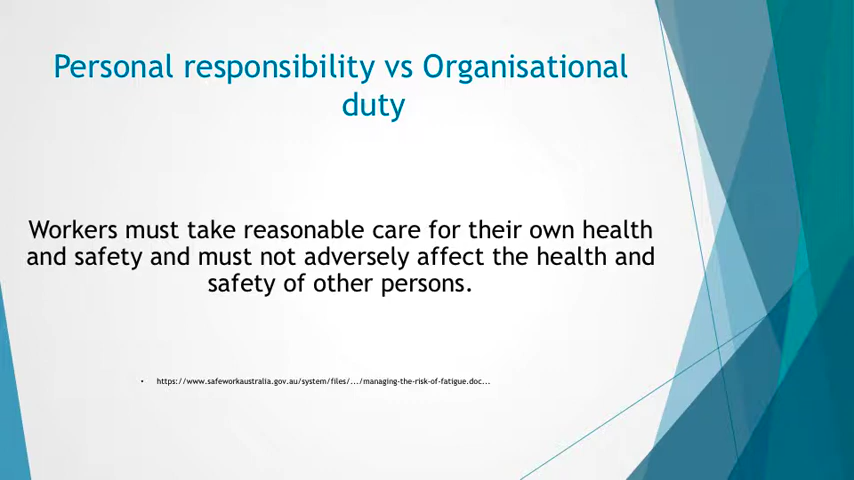 Personal responsibility vs Organisational
duty
Workers must take reasonable care for their own health
and safety and must not adversely affect the health and
safety of other persons.
• https://www.safeworkaustralia.gov.au/system/files/.../managing-the-risk-of-fatigue.doc...